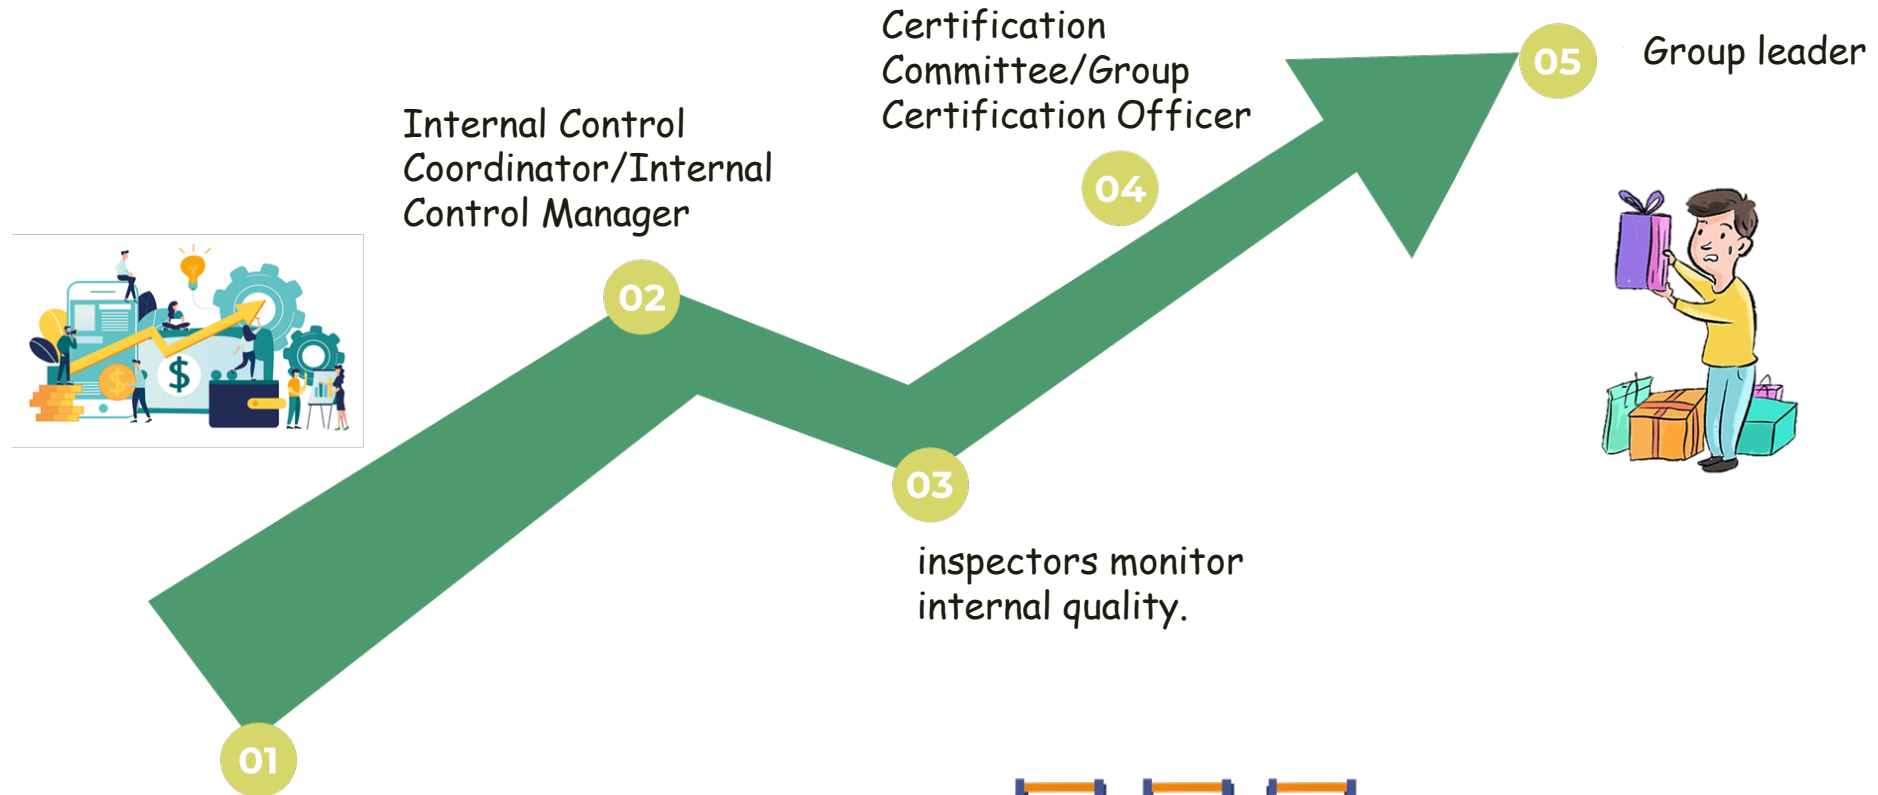 Certification
Committee/Group
Certification Officer
05
Group leader
Internal Control
Coordinator/Internal
Control Manager
04
02
$
$
03
inspectors monitor
internal quality.
01